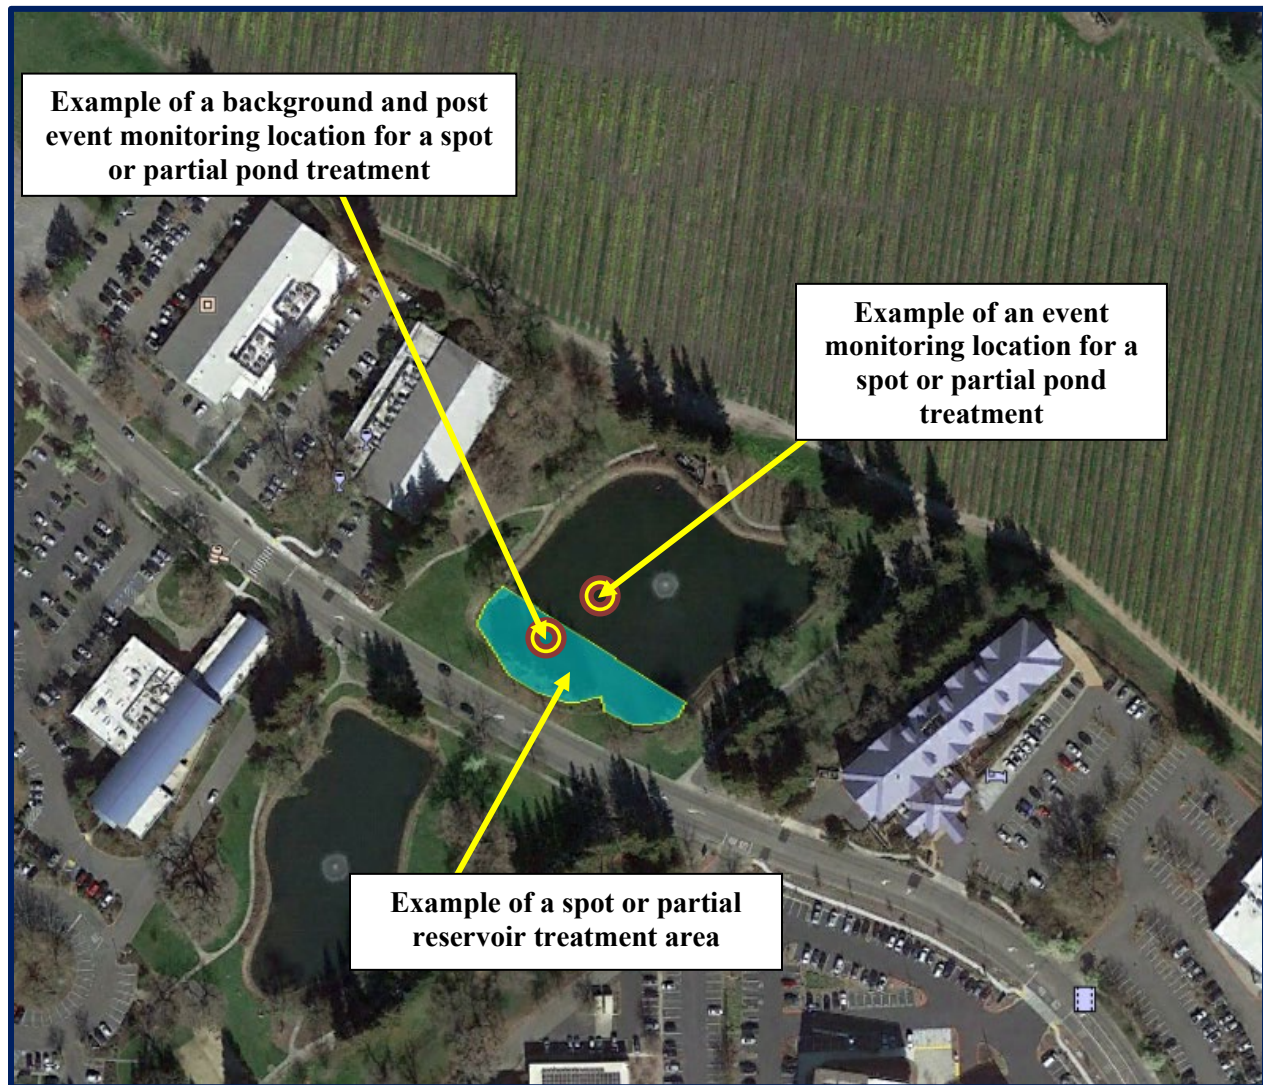 Example of a background and post
event monitoring location for a spot
or partial pond treatment
Example of an event
monitoring location for a
spot or partial pond
treatment
Example of a spot or partial
reservoir treatment area